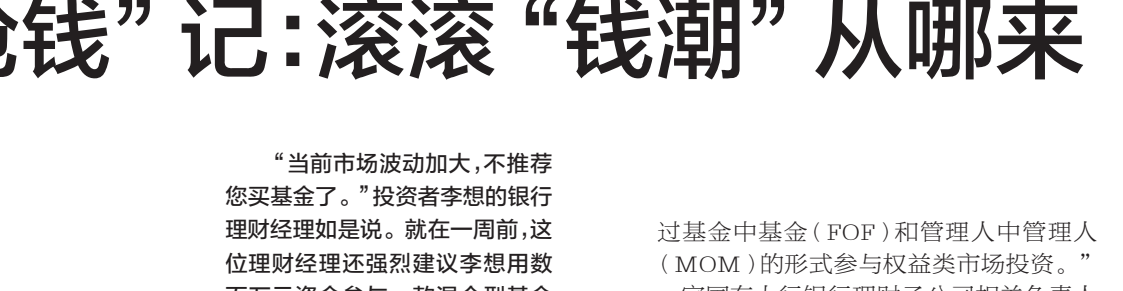 钱”记:滚滚“钱潮”从哪来
“当前市场波动加大,不推荐
您买基金了。”投资者李想的银行
理财经理如是说。就在一周前,这
位理财经理还强烈建议李想用数
过基金中基金(FOF)和管理人中管理人
(MOM)的形式参与权益类市场投资。”